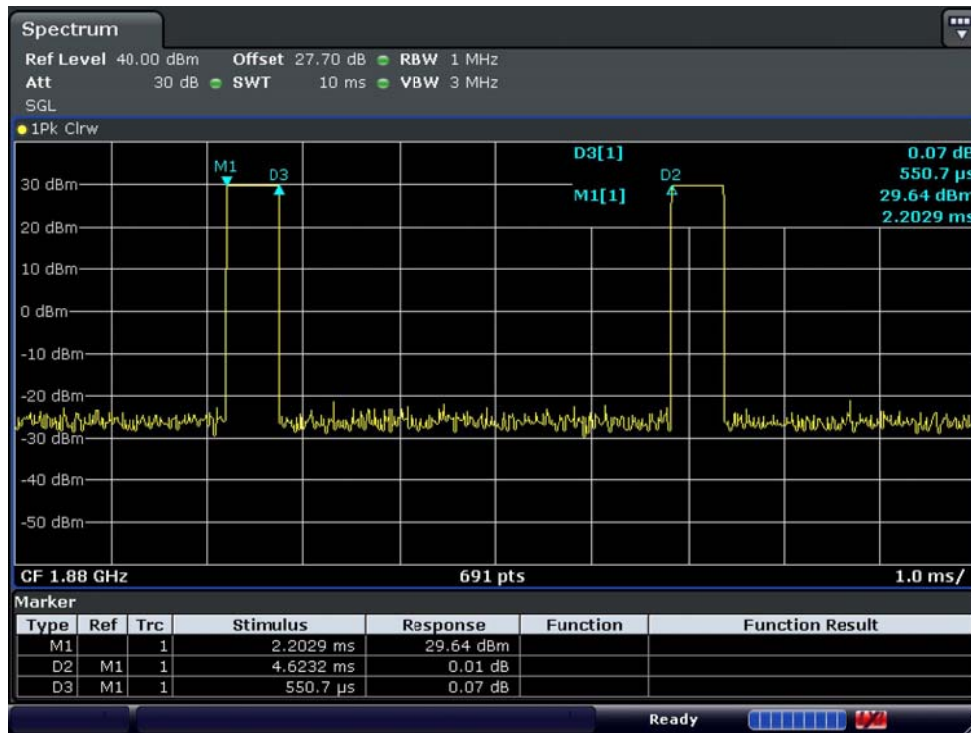 Spectrum
Ref Level 40.00 dBm Offset 27.70 dB RBW 1 MHz
Att 30 dB SWT 10 ms VBW 3 MHz
SGL
1Pk Clrw
D3[1] 0.07 dB
550.7 µs
M1[1] 29.64 dBm
2.2029 ms
M1
D3
D2
30 dBm
20 dBm
10 dBm
0 dBm
-10 dBm
-20 dBm
-30 dBm
-40 dBm
-50 dBm
CF 1.88 GHz 691 pts 1.0 ms/
Marker
Type Ref Trc Stimulus Response Function Function Result
M1 1 2.2029 ms 29.64 dBm
D2 M1 1 4.6232 ms 0.01 dB
D3 M1 1 550.7 µs 0.07 dB
Ready